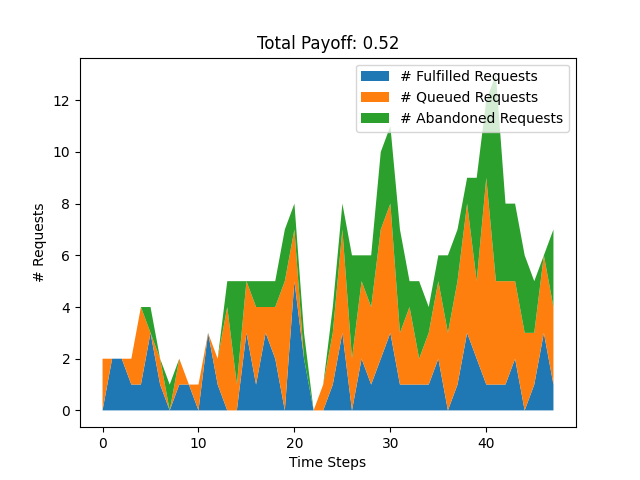 Total Payoff: 0.52
# Fulfilled Requests
# Queued Requests
# Abandoned Requests
12
10
8
6
4
2
0
# Requests
0
10
20
30
40
Time Steps